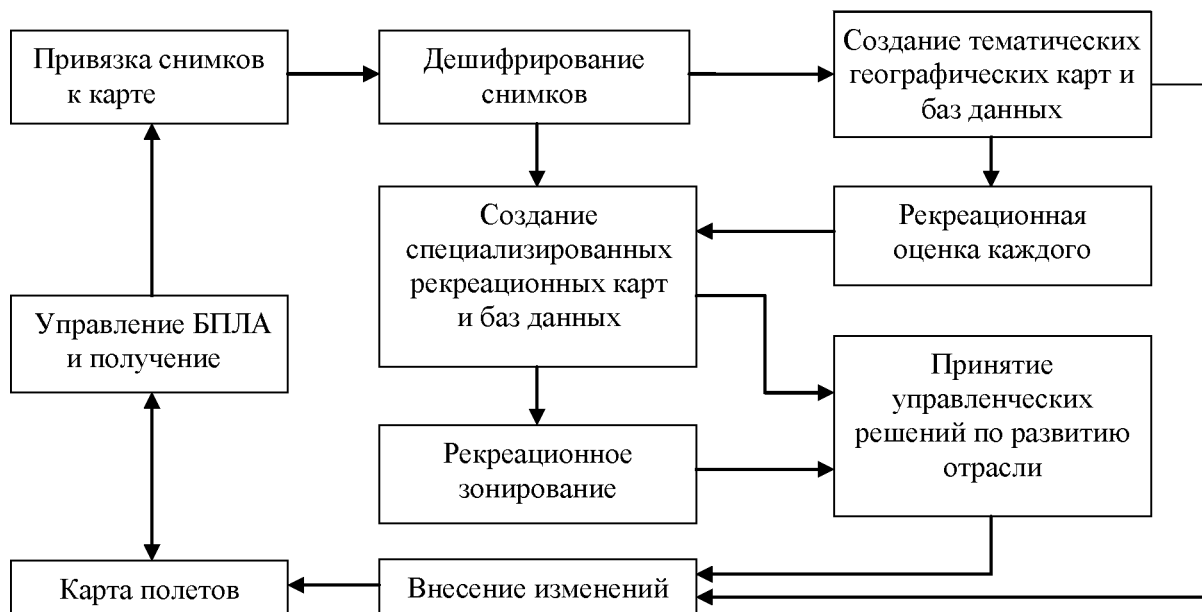 Привязка снимков
к карте
Дешифрирование
снимков
Создание тематических
географических карт и
баз данных
Создание
специализированных
рекреационных карт
и баз данных
Рекреационная
оценка каждого
Управление БПЛА
и получение
Принятие
управленческих
решений по развитию
отрасли
Рекреационное
зонирование
Карта полетов
Внесение изменений